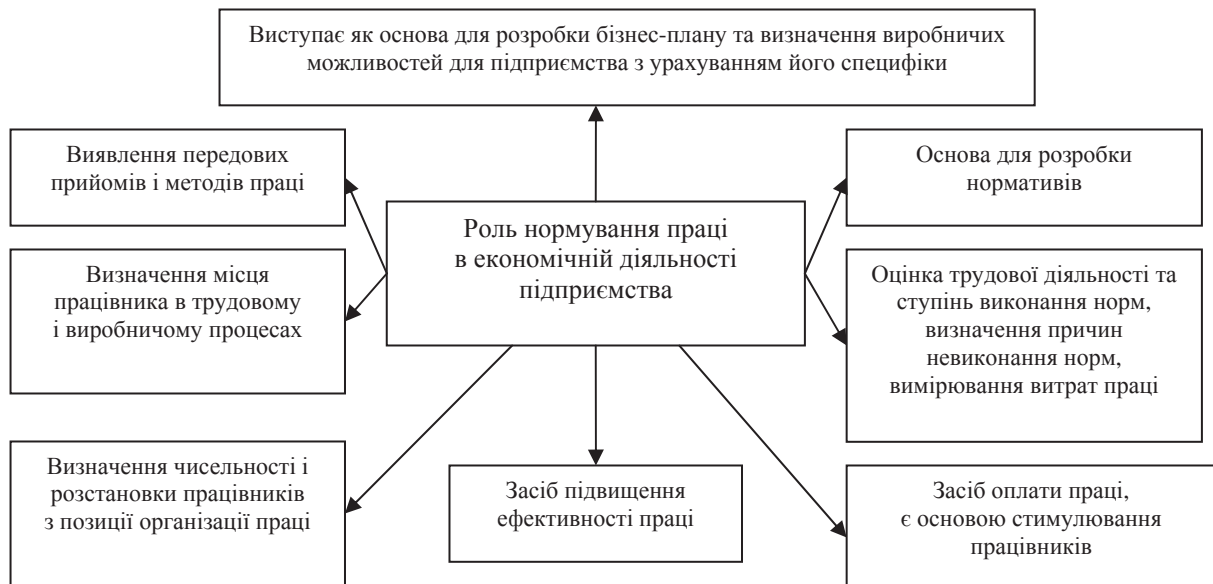 Виступає як основа для розробки бізнес-плану та визначення виробничих
можливостей для підприємства з урахуванням його специфіки
Виявлення передових
прийомів і методів праці
Основа для розробки
нормативів
Роль нормування праці
в економічній діяльності
підприємства
Визначення місця
працівника в трудовому
і виробничому процесах
Оцінка трудової діяльності та
ступінь виконання норм,
визначення причин
невиконання норм,
вимірювання витрат праці
Визначення чисельності і
розстановки працівників
з позиції організації праці
Засіб підвищення
ефективності праці
Засіб оплати праці,
є основою стимулювання
працівників